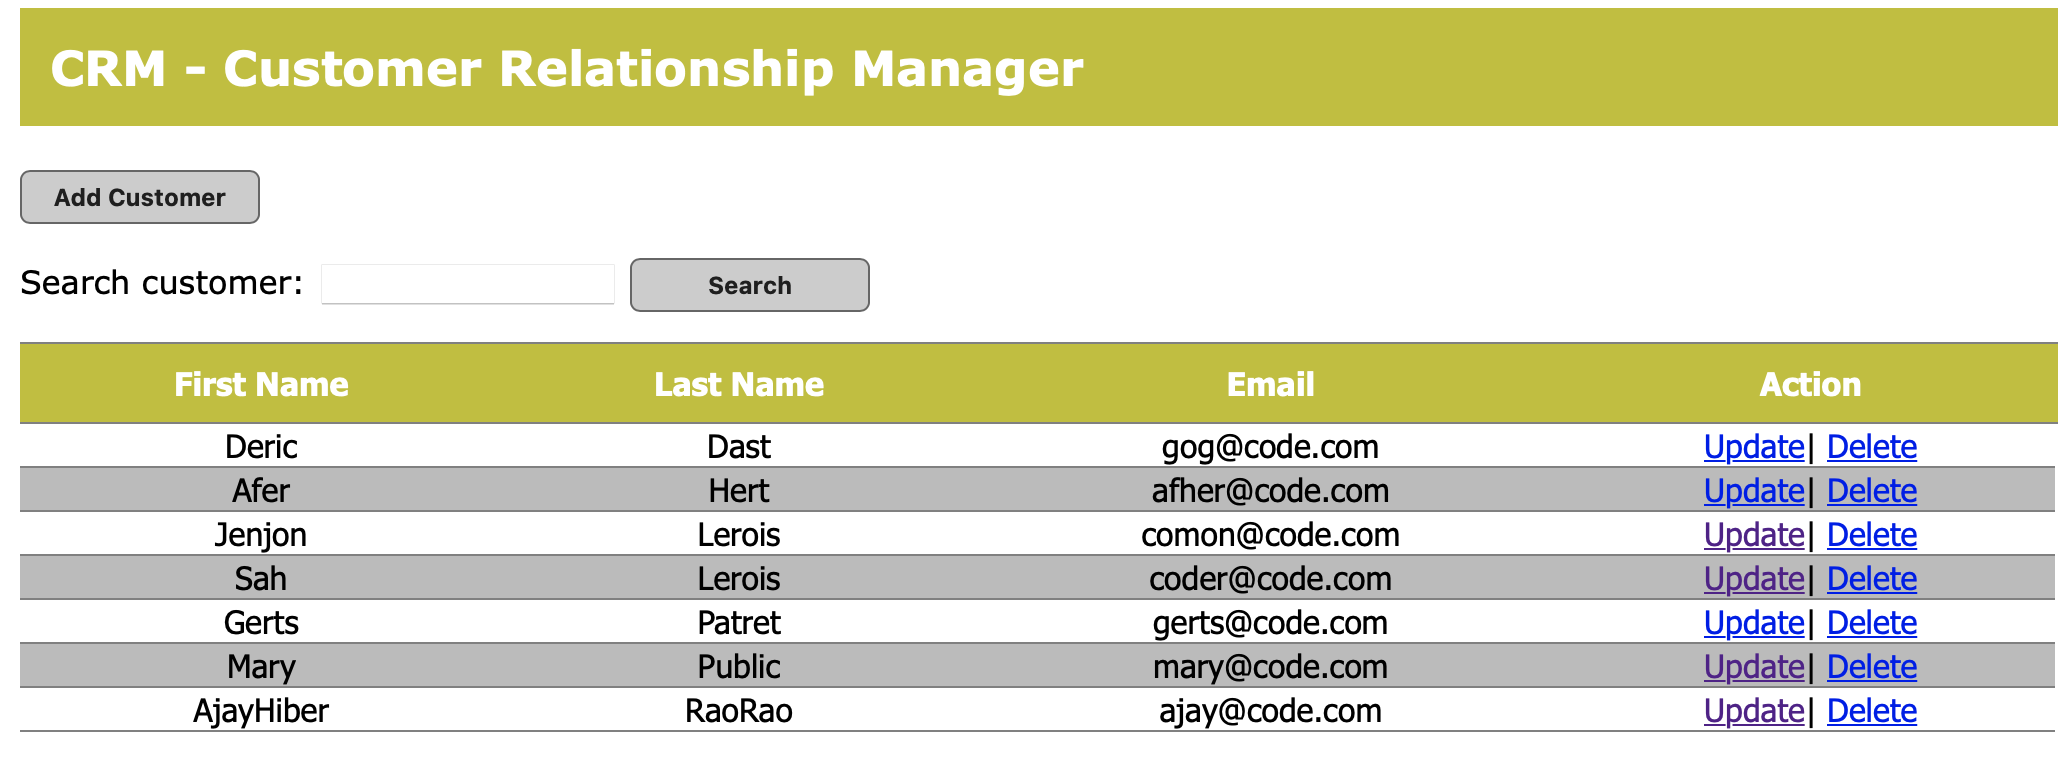 CRM - Customer Relationship Manager
Add Customer
Search customer: Search
First Name Last Name Email Action
Deric Dast gog@code.com Update| Delete
Afer Hert afher@code.com Update| Delete
Jenjon Lerois comon@code.com Update| Delete
Sah Lerois coder@code.com Update| Delete
Gerts Patret gerts@code.com Update| Delete
Mary Public mary@code.com Update| Delete
AjayHiber RaoRao ajay@code.com Update| Delete